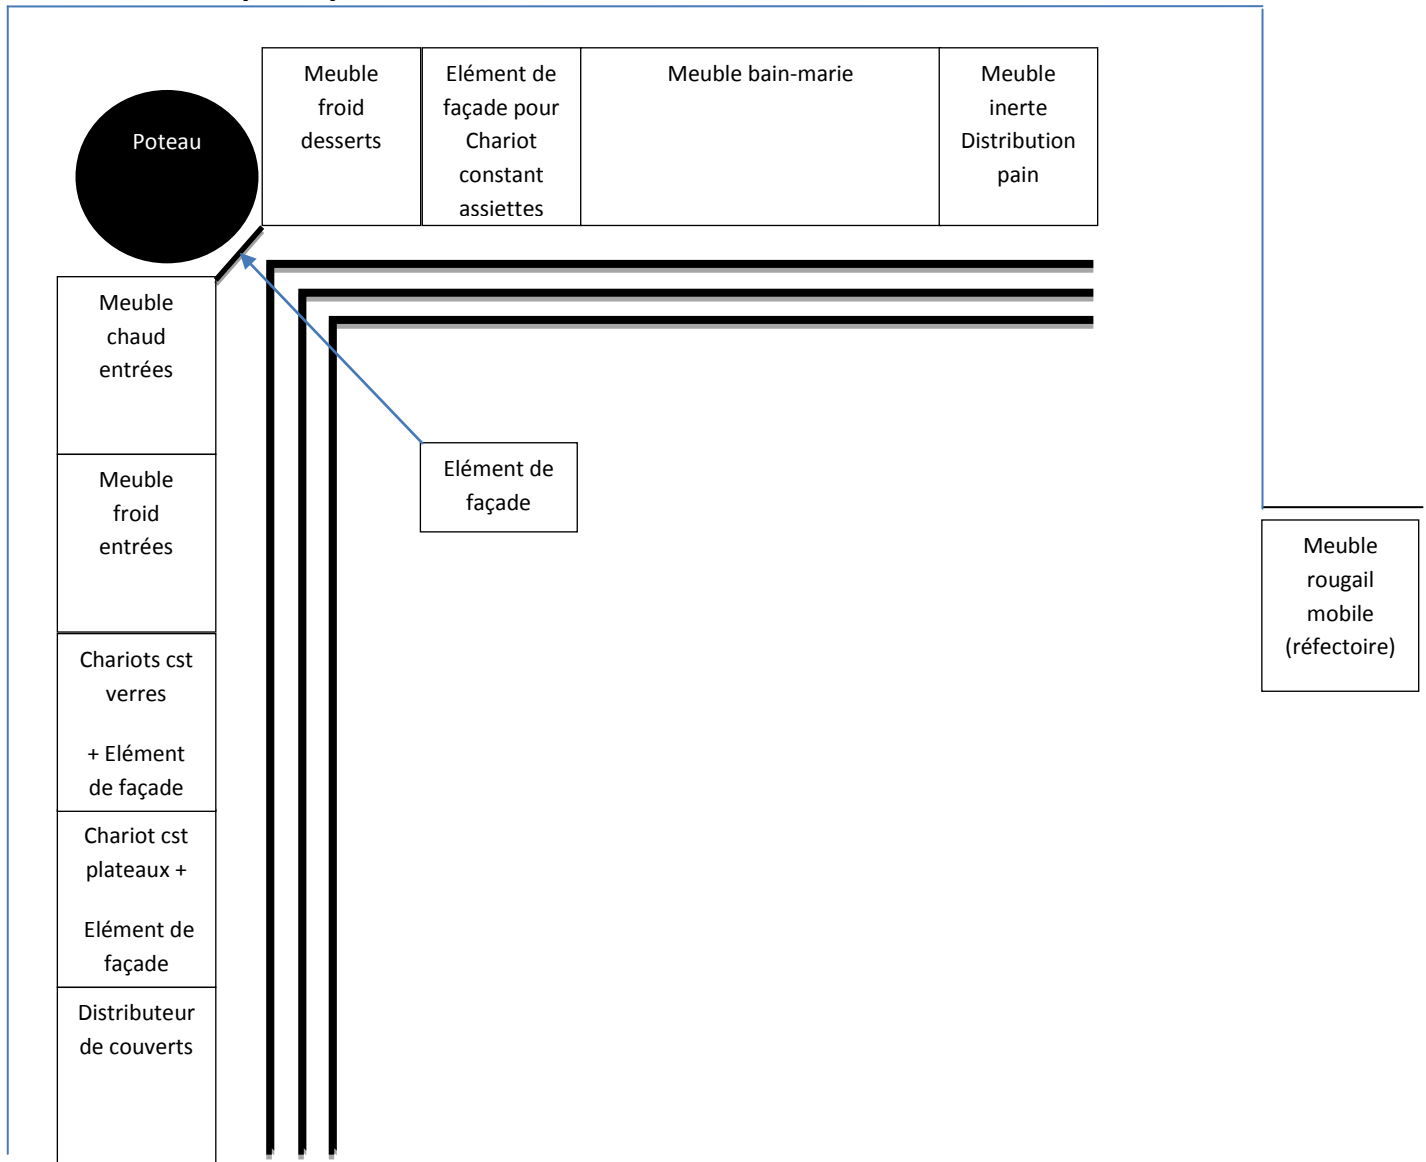 Poteau
Meuble
froid
desserts
Elément de
façade pour
Chariot
constant
assiettes
Meuble bain-marie
Meuble
inerte
Distribution
pain
Meuble
chaud
entrées
Meuble
froid
entrées
Chariots cst
verres
+ Elément
de façade
Chariot cst
plateaux +
Elément de
façade
Distributeur
de couverts
Elément de
façade
Meuble
rougail
mobile
(réfectoire)